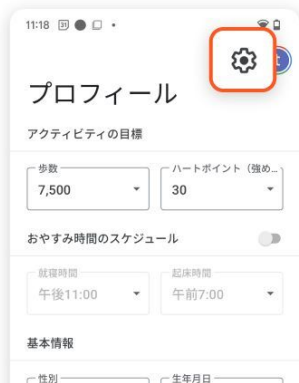 11:18
プロフィール
アクティビティの目標
歩数
ハートポイント（強め...
7,500
30
おやすみ時間のスケジュール
就寝時間
起床時間
午後11:00
午前7:00
基本情報
性別
生年月日